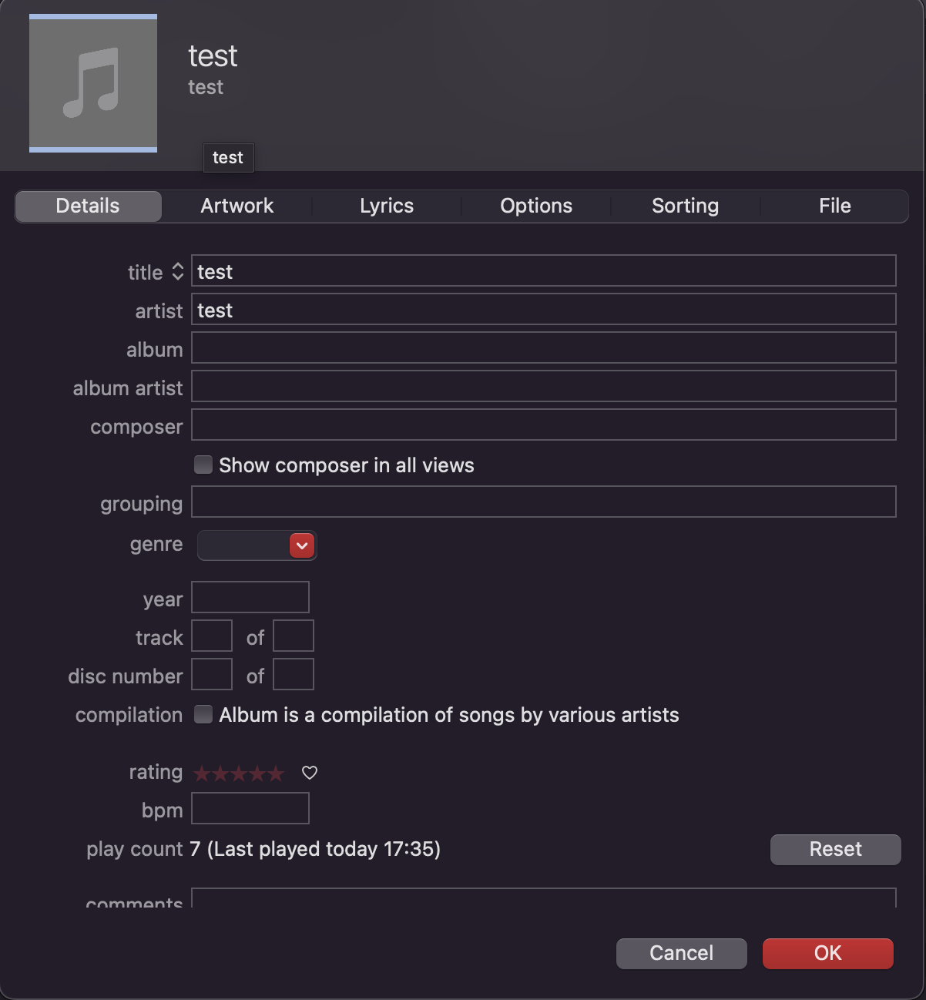 test
test
test
Details Artwork Lyrics Options Sorting File
title test
artist test
album
album artist
composer
Show composer in all views
grouping
genre
year
track of
disc number of
compilation Album is a compilation of songs by various artists
rating
bpm
play count 7 (Last played today 17:35) Reset
comments
Cancel OK